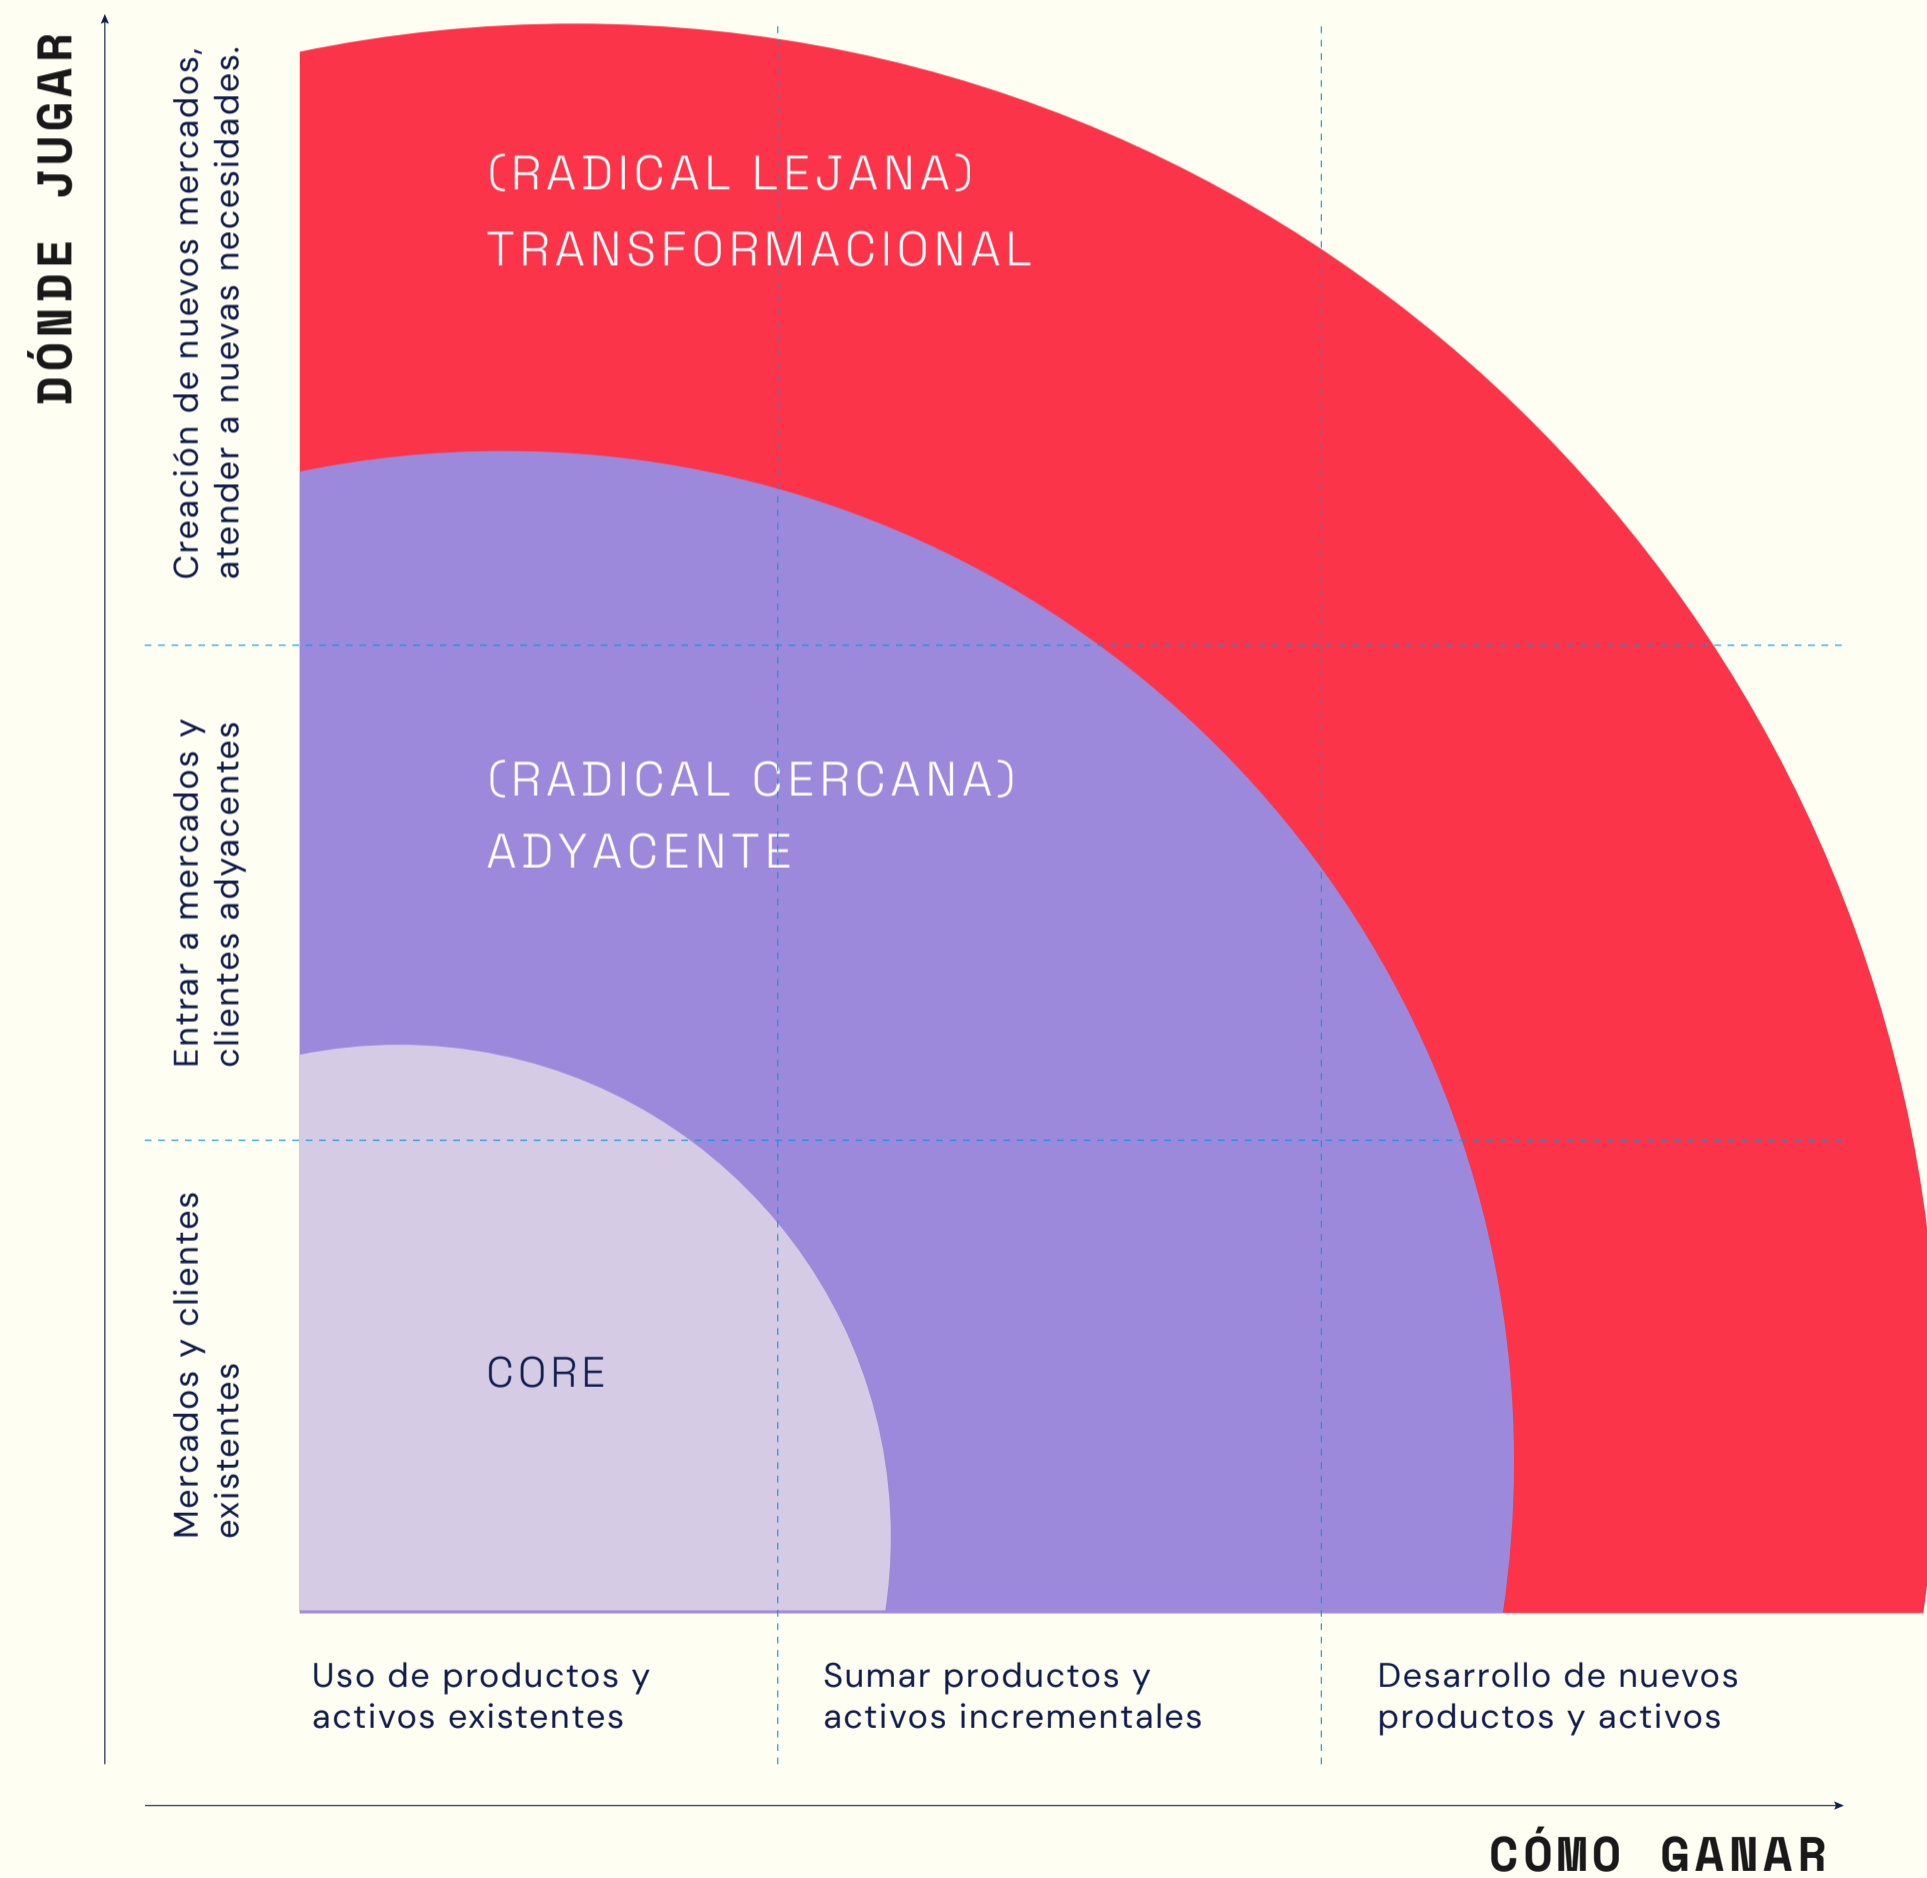 DÓNDE JUGAR
Creación de nuevos mercados,
atender a nuevas necesidades.
(RADICAL LEJANA)
TRANSFORMACIONAL
Entrar a mercados y
clientes adyacentes
(RADICAL CERCANA)
ADYACENTE
Mercados y clientes
existentes
CORE
Uso de productos y
activos existentes
Sumar productos y
activos incrementales
Desarrollo de nuevos
productos y activos
CÓMO GANAR